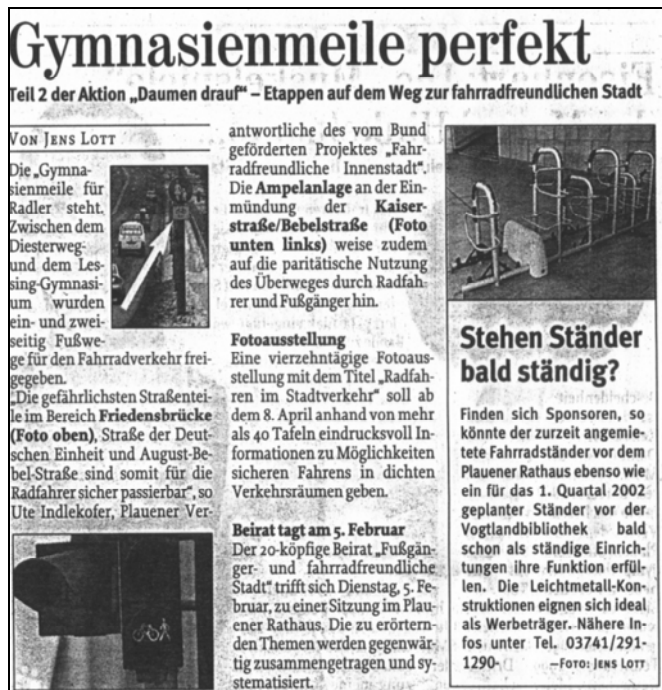 Gymnasienmeile perfekt
Teil 2 der Aktion „Daumen drauf“ – Etappen auf dem Weg zur fahrradfreundlichen Stadt
VON JENS LOTT
Die „Gymna-
sienmeile für
Radler steht.
Zwischen dem
Diesterweg-
und dem Les-
sing-Gymnasi-
um wurden
ein- und zwei-
seitig Fußwe-
ge für den Fahrradverkehr frei-
gegeben.
„Die gefährlichsten Straßentei-
le im Bereich Friedensbrücke
(Foto oben), Straße der Deut-
schen Einheit und August-Be-
bel-Straße sind somit für die
Radfahrer sicher passierbar“, so
Ute Indlekofer, Plauener Ver-
antwortliche des vom Bund
geförderten Projektes „Fahr-
radfreundliche Innenstadt“.
Die Ampelanlage an der Ein-
mündung der Kaiser-
straße/Bebelstraße (Foto
unten links) weise zudem
auf die paritätische Nutzung
des Überweges durch Radfah-
rer und Fußgänger hin.
Fotoausstellung
Eine vierzehntägige Fotoaus-
stellung mit dem Titel „Radfah-
ren im Stadtverkehr“ soll ab
dem 8. April anhand von mehr
als 40 Tafeln eindrucksvoll In-
formationen zu Möglichkeiten
sicheren Fahrens in dichten
Verkehrsräumen geben.
Beirat tagt am 5. Februar
Der 20-köpfige Beirat „Fußgän-
ger- und fahrradfreundliche
Stadt“ trifft sich Dienstag, 5. Fe-
bruar, zu einer Sitzung im Plau-
ener Rathaus. Die zu erörtern-
den Themen werden gegenwär-
tig zusammengetragen und sy-
stematisiert.
Stehen Ständer
bald ständig?
Finden sich Sponsoren, so
könnte der zurzeit angemie-
tete Fahrradständer vor dem
Plauener Rathaus ebenso wie
ein für das 1. Quartal 2002
geplanter Ständer vor der
Vogtlandbibliothek bald
schon als ständige Einrich-
tungen ihre Funktion erfül-
len. Die Leichtmetall-Kon-
struktionen eignen sich ideal
als Werbeträger. Nähere In-
fos unter Tel. 03741/291-
1290- –FOTO: JENS LOTT